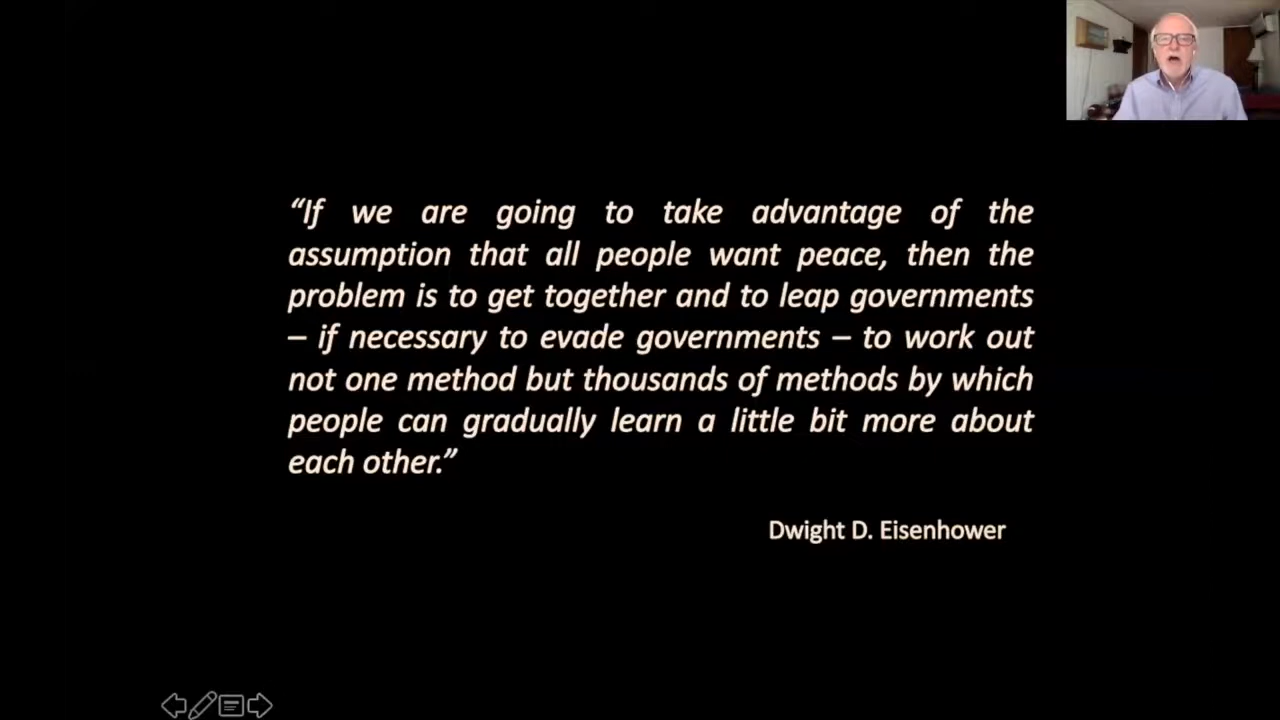 “If we are going to take advantage of the
assumption that all people want peace, then the
problem is to get together and to leap governments
– if necessary to evade governments – to work out
not one method but thousands of methods by which
people can gradually learn a little bit more about
each other.”
Dwight D. Eisenhower